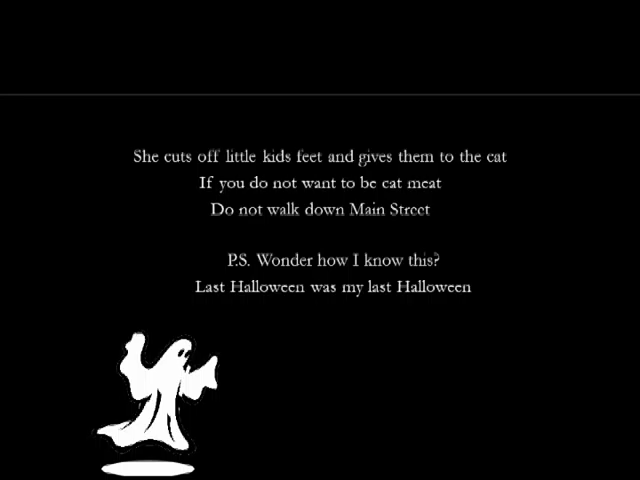 She cuts off little kids feet and gives them to the cat
If you do not want to be cat meat
Do not walk down Main Street
P.S. Wonder how I know this?
Last Halloween was my last Halloween